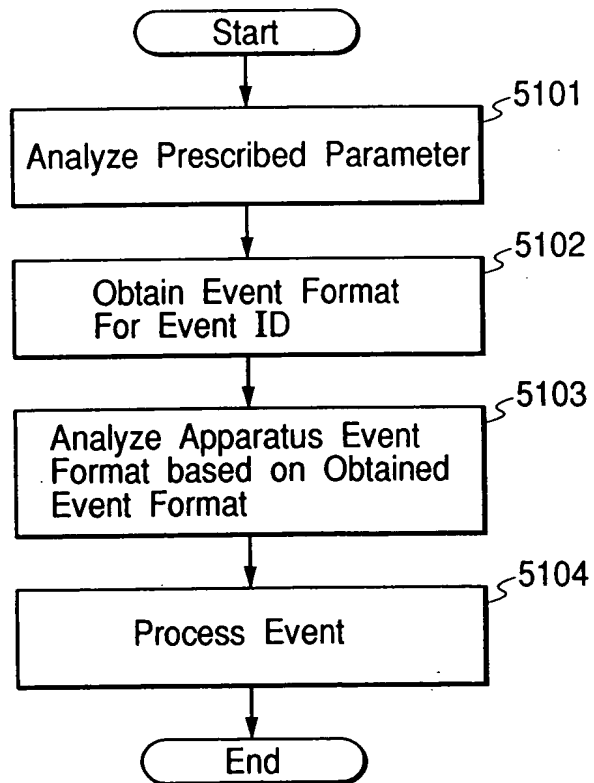 Start
5101
Analyze Prescribed Parameter
5102
Obtain Event Format
For Event ID
5103
Analyze Apparatus Event
Format based on Obtained
Event Format
5104
Process Event
End